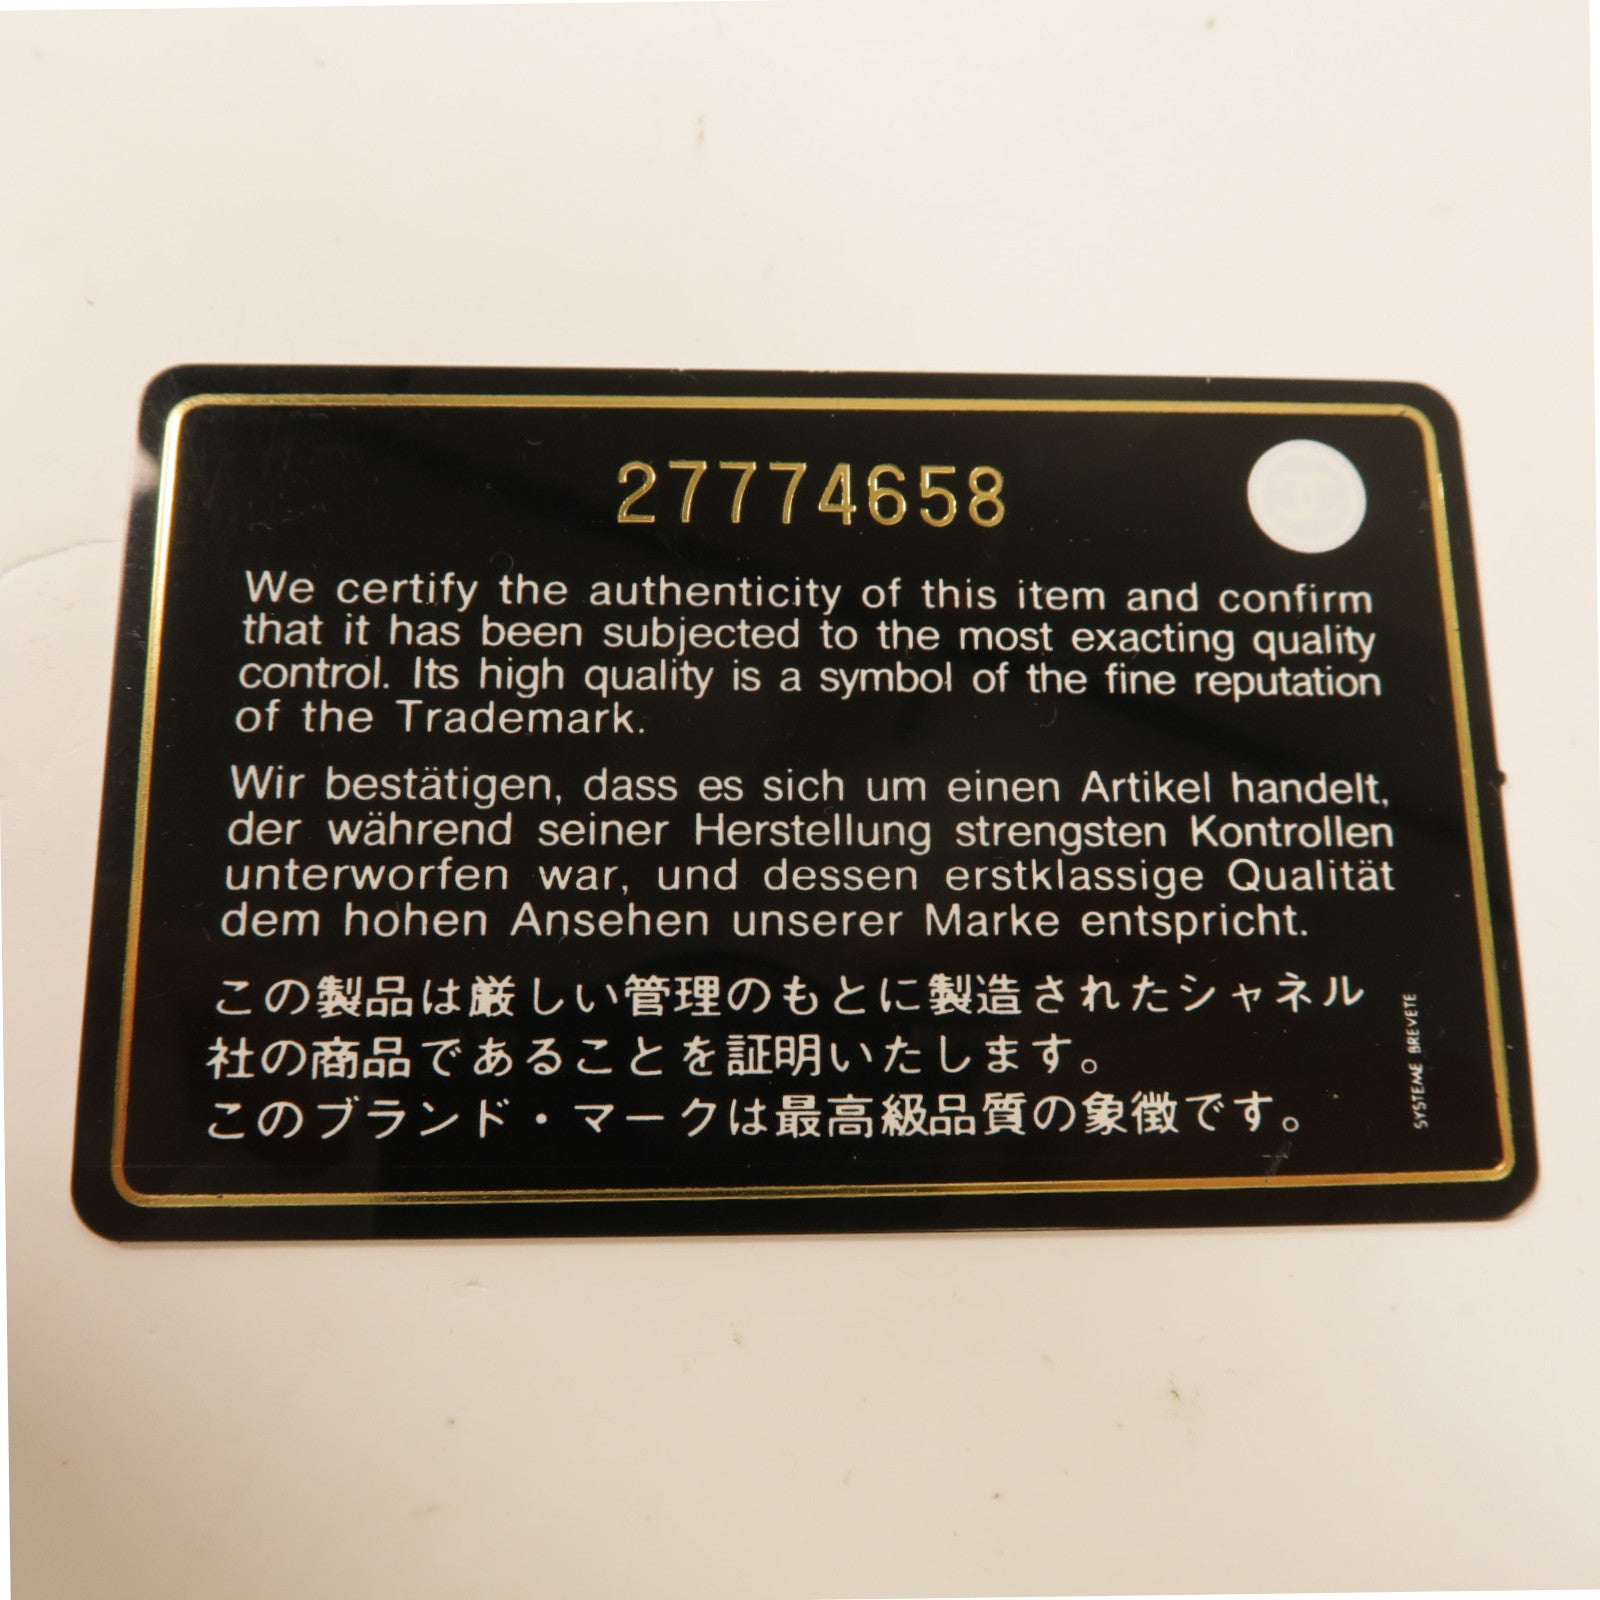 27774658
We certify the authenticity of this item and confirm
that it has been subjected to the most exacting quality
control. Its high quality is a symbol of the fine reputation
of the Trademark.
Wir bestätigen, dass es sich um einen Artikel handelt,
der während seiner Herstellung strengsten Kontrollen
unterworfen war, und dessen erstklassige Qualität
dem hohen Ansehen unserer Marke entspricht.
この製品は厳しい管理のもとに製造されたシャネル
社の商品であることを証明いたします。
このブランド・マークは最高級品質の象徴です。
SYSTEME BREVETE